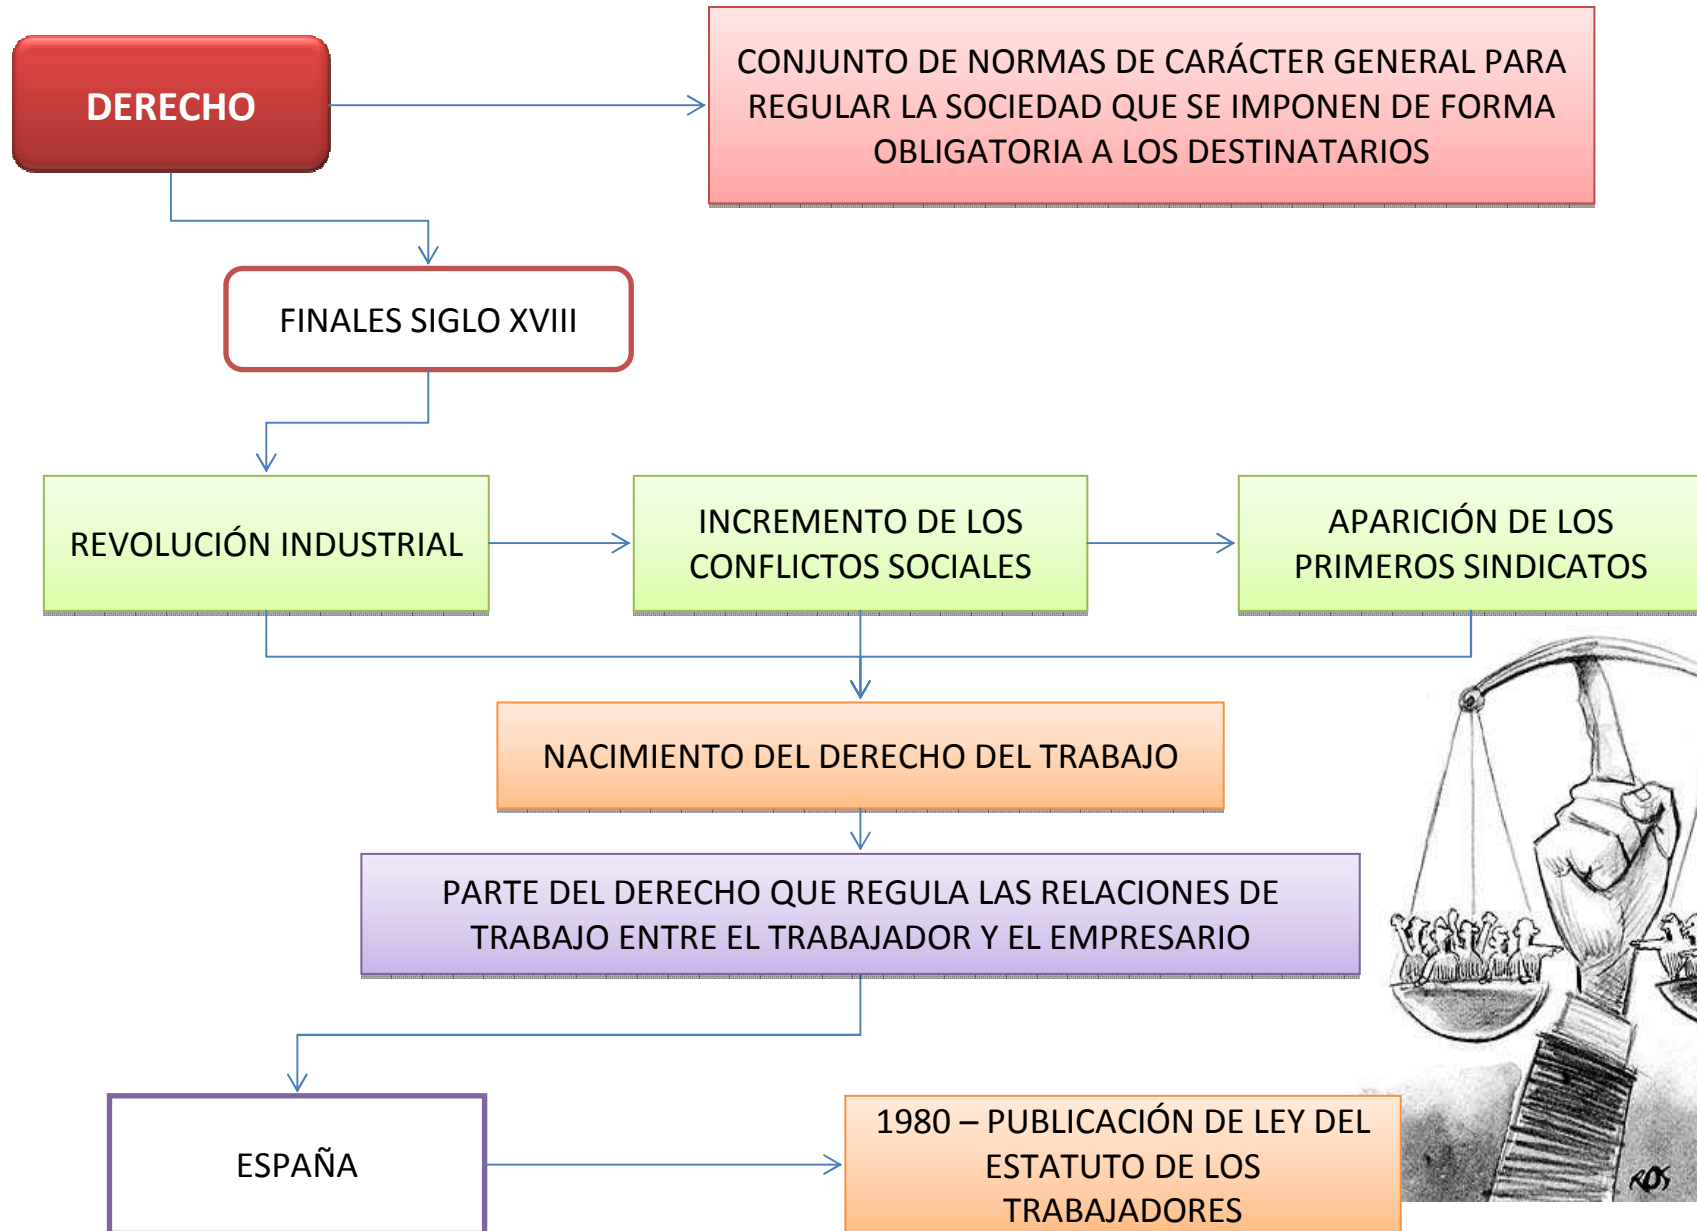 DERECHO
CONJUNTO DE NORMAS DE CARÁCTER GENERAL PARA
REGULAR LA SOCIEDAD QUE SE IMPONEN DE FORMA
OBLIGATORIA A LOS DESTINATARIOS
FINALES SIGLO XVIII
REVOLUCIÓN INDUSTRIAL
INCREMENTO DE LOS
CONFLICTOS SOCIALES
APARICIÓN DE LOS
PRIMEROS SINDICATOS
NACIMIENTO DEL DERECHO DEL TRABAJO
PARTE DEL DERECHO QUE REGULA LAS RELACIONES DE
TRABAJO ENTRE EL TRABAJADOR Y EL EMPRESARIO
ESPAÑA
1980 – PUBLICACIÓN DE LEY DEL
ESTATUTO DE LOS
TRABAJADORES
ROS